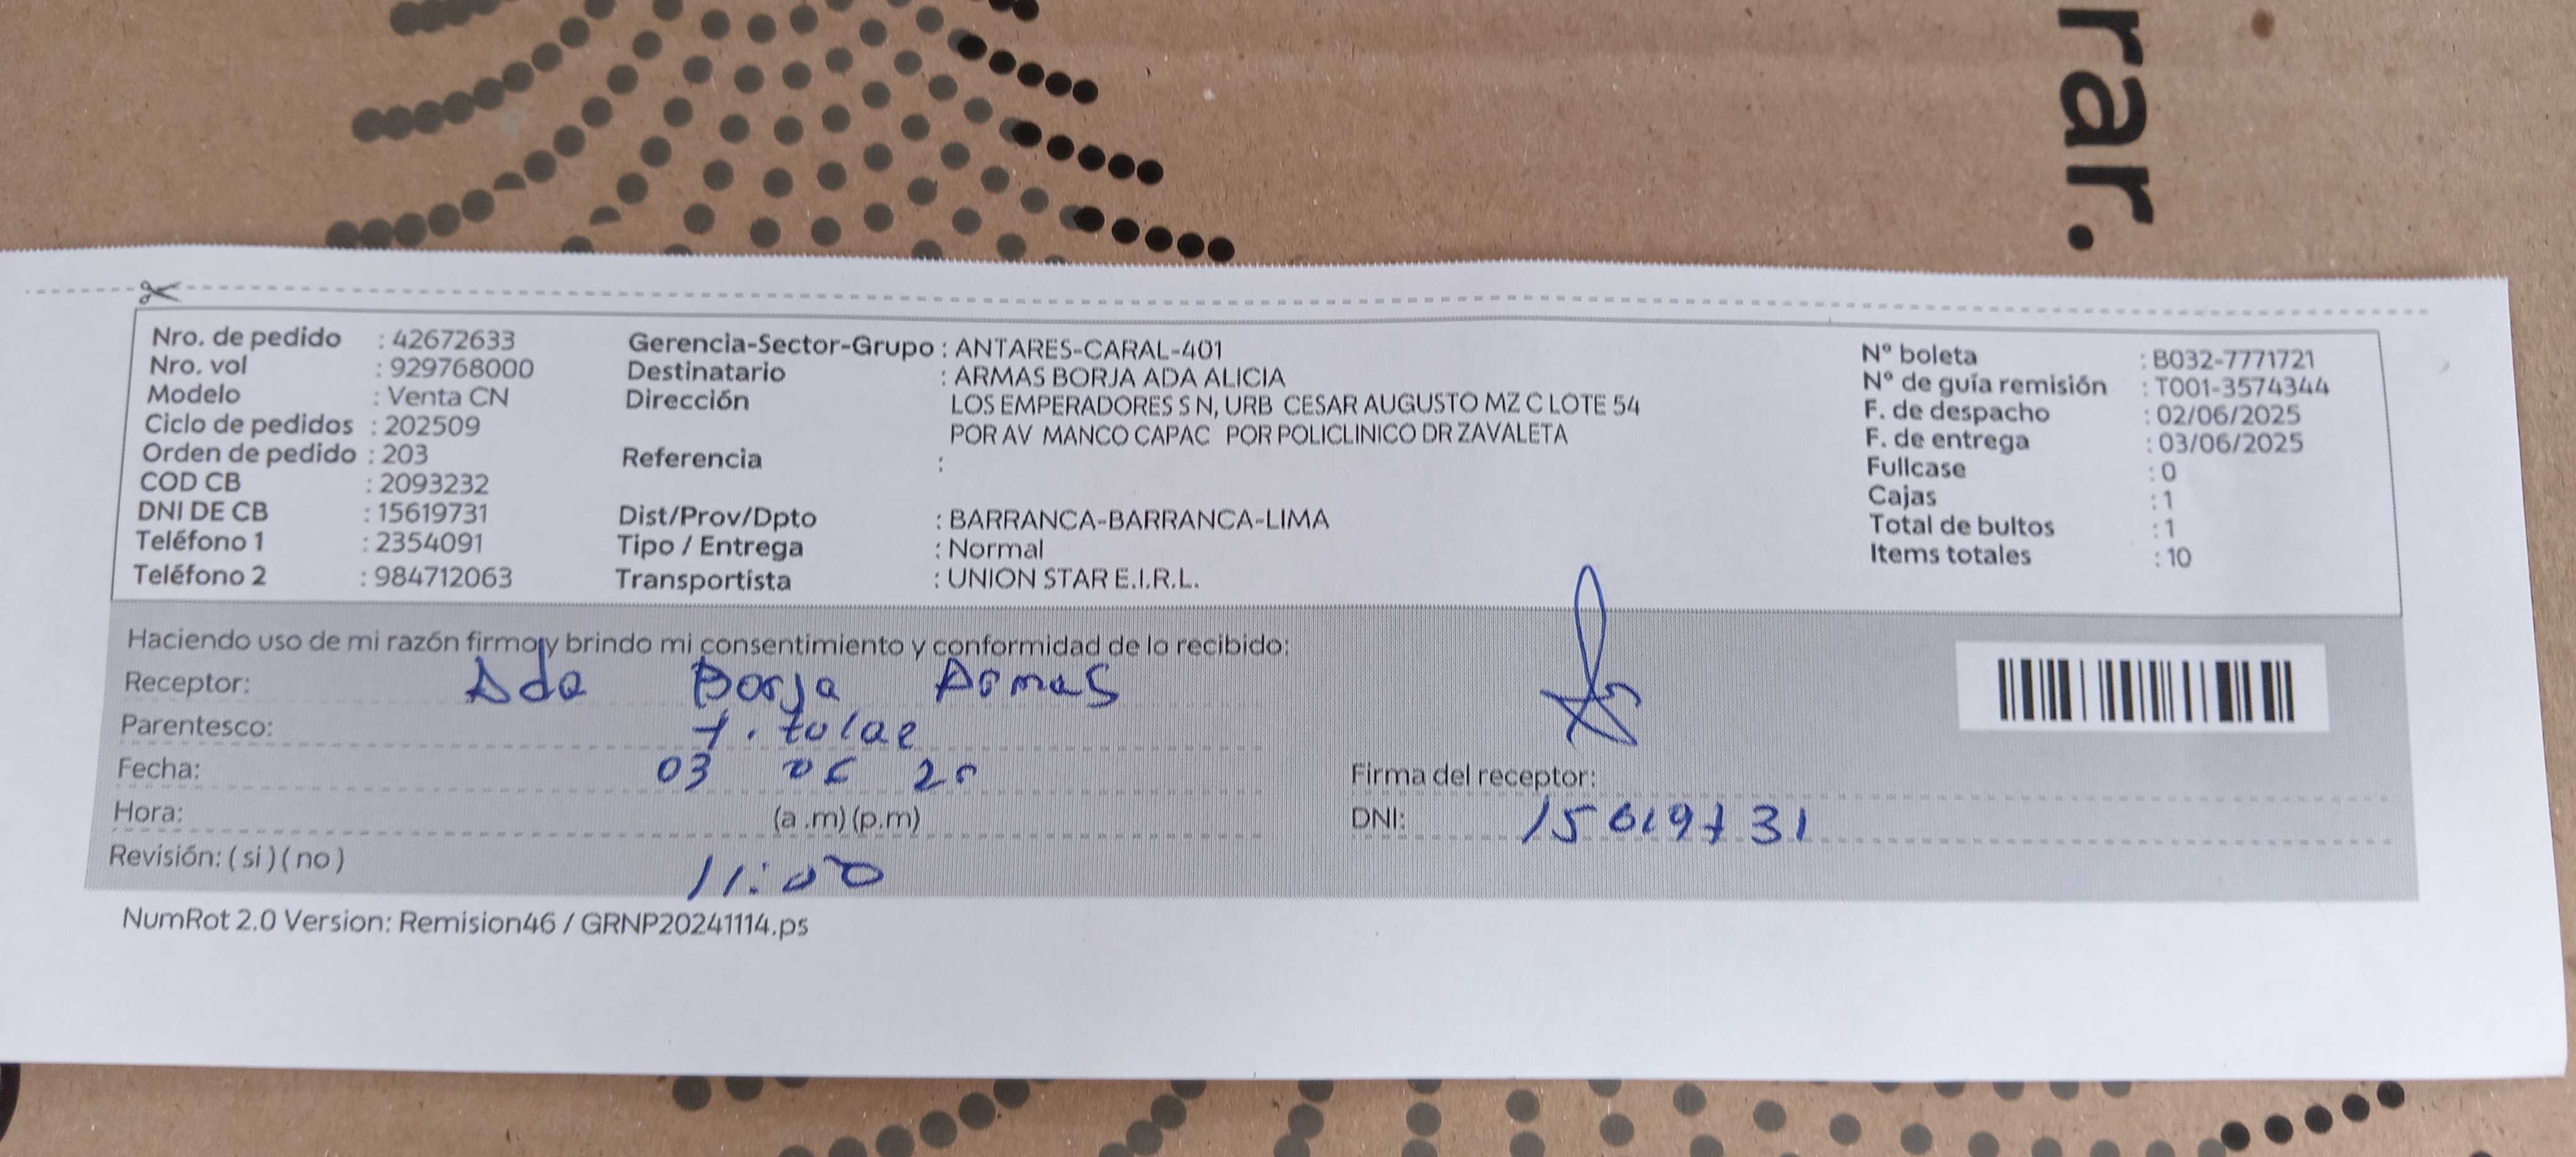 rar.
Nro. de pedido : 42672633
Nro. vol : 929768000
Modelo : Venta CN
Ciclo de pedidos : 202509
Orden de pedido : 203
COD CB : 2093232
DNI DE CB : 15619731
Teléfono 1 : 2354091
Teléfono 2 : 984712063
Gerencia-Sector-Grupo : ANTARES-CARAL-401
Destinatario : ARMAS BORJA ADA ALICIA
Dirección LOS EMPERADORES S N, URB CESAR AUGUSTO MZ C LOTE 54
POR AV MANCO CAPAC POR POLICLINICO DR ZAVALETA
Referencia :
Dist/Prov/Dpto : BARRANCA-BARRANCA-LIMA
Tipo / Entrega : Normal
Transportista : UNION STAR E.I.R.L.
N° boleta : B032-7771721
N° de guía remisión : T001-3574344
F. de despacho : 02/06/2025
F. de entrega : 03/06/2025
Fullcase : 0
Cajas : 1
Total de bultos : 1
Items totales : 10
Haciendo uso de mi razón firmo y brindo mi consentimiento y conformidad de lo recibido:
Receptor: Ada Borja Armas
Parentesco: titular
Fecha: 03 06
Hora: (a .m) (p.m)
Revisión: ( si ) ( no ) 11:00
Firma del receptor:
DNI: 15619731
NumRot 2.0 Version: Remision46 / GRNP20241114.ps